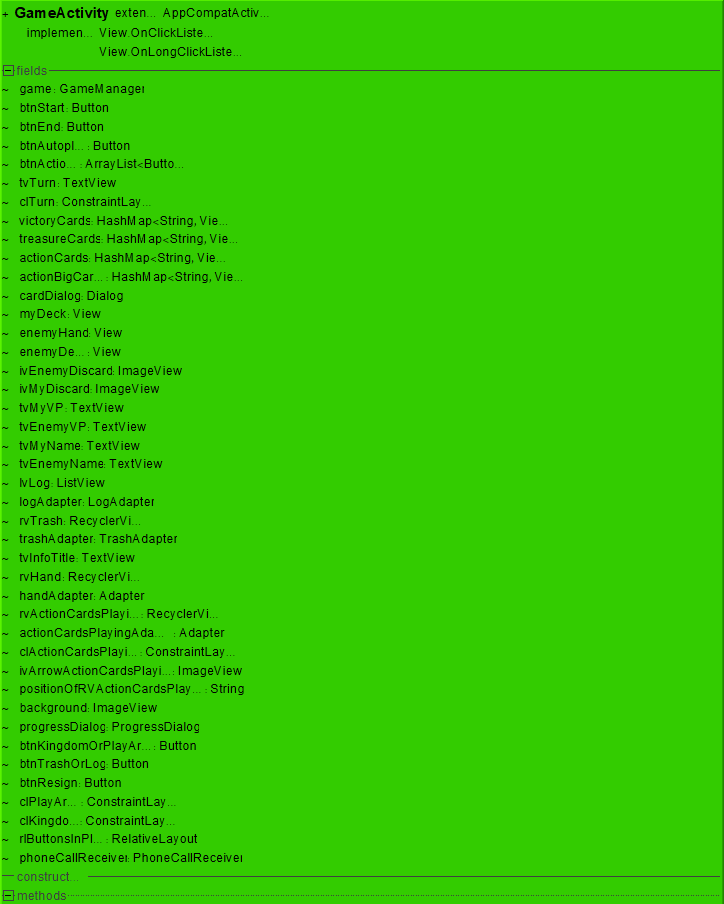 + GameActivity exten... AppCompatActiv...
implemen... View.OnClickListe...
View.OnLongClickListe...
fields
~ game: GameManager
~ btnStart: Button
~ btnEnd: Button
~ btnAutopl... : Button
~ btnActio... : ArrayList<Butto...
~ tvTurn: TextView
~ clTurn: ConstraintLay...
~ victoryCards: HashMap<String, Vie...
~ treasureCards: HashMap<String, Vie...
~ actionCards: HashMap<String, Vie...
~ actionBigCar... : HashMap<String, Vie...
~ cardDialog: Dialog
~ myDeck: View
~ enemyHand: View
~ enemyDe... : View
~ ivEnemyDiscard: ImageView
~ ivMyDiscard: ImageView
~ tvMyVP: TextView
~ tvEnemyVP: TextView
~ tvMyName: TextView
~ tvEnemyName: TextView
~ lvLog: ListView
~ logAdapter: LogAdapter
~ rvTrash: RecyclerVi...
~ trashAdapter: TrashAdapter
~ tvInfoTitle: TextView
~ rvHand: RecyclerVi...
~ handAdapter: Adapter
~ rvActionCardsPlayi... : RecyclerVi...
~ actionCardsPlayingAda... : Adapter
~ clActionCardsPlayi... : ConstraintLay...
~ ivArrowActionCardsPlayi...: ImageView
~ positionOfRVActionCardsPlay... : String
~ background: ImageView
~ progressDialog: ProgressDialog
~ btnKingdomOrPlayAr... : Button
~ btnTrashOrLog: Button
~ btnResign: Button
~ clPlayAr... : ConstraintLay...
~ clKingdo...: ConstraintLay...
~ rlButtonsInPl... : RelativeLayout
~ phoneCallReceiver: PhoneCallReceiver
construct...
methods